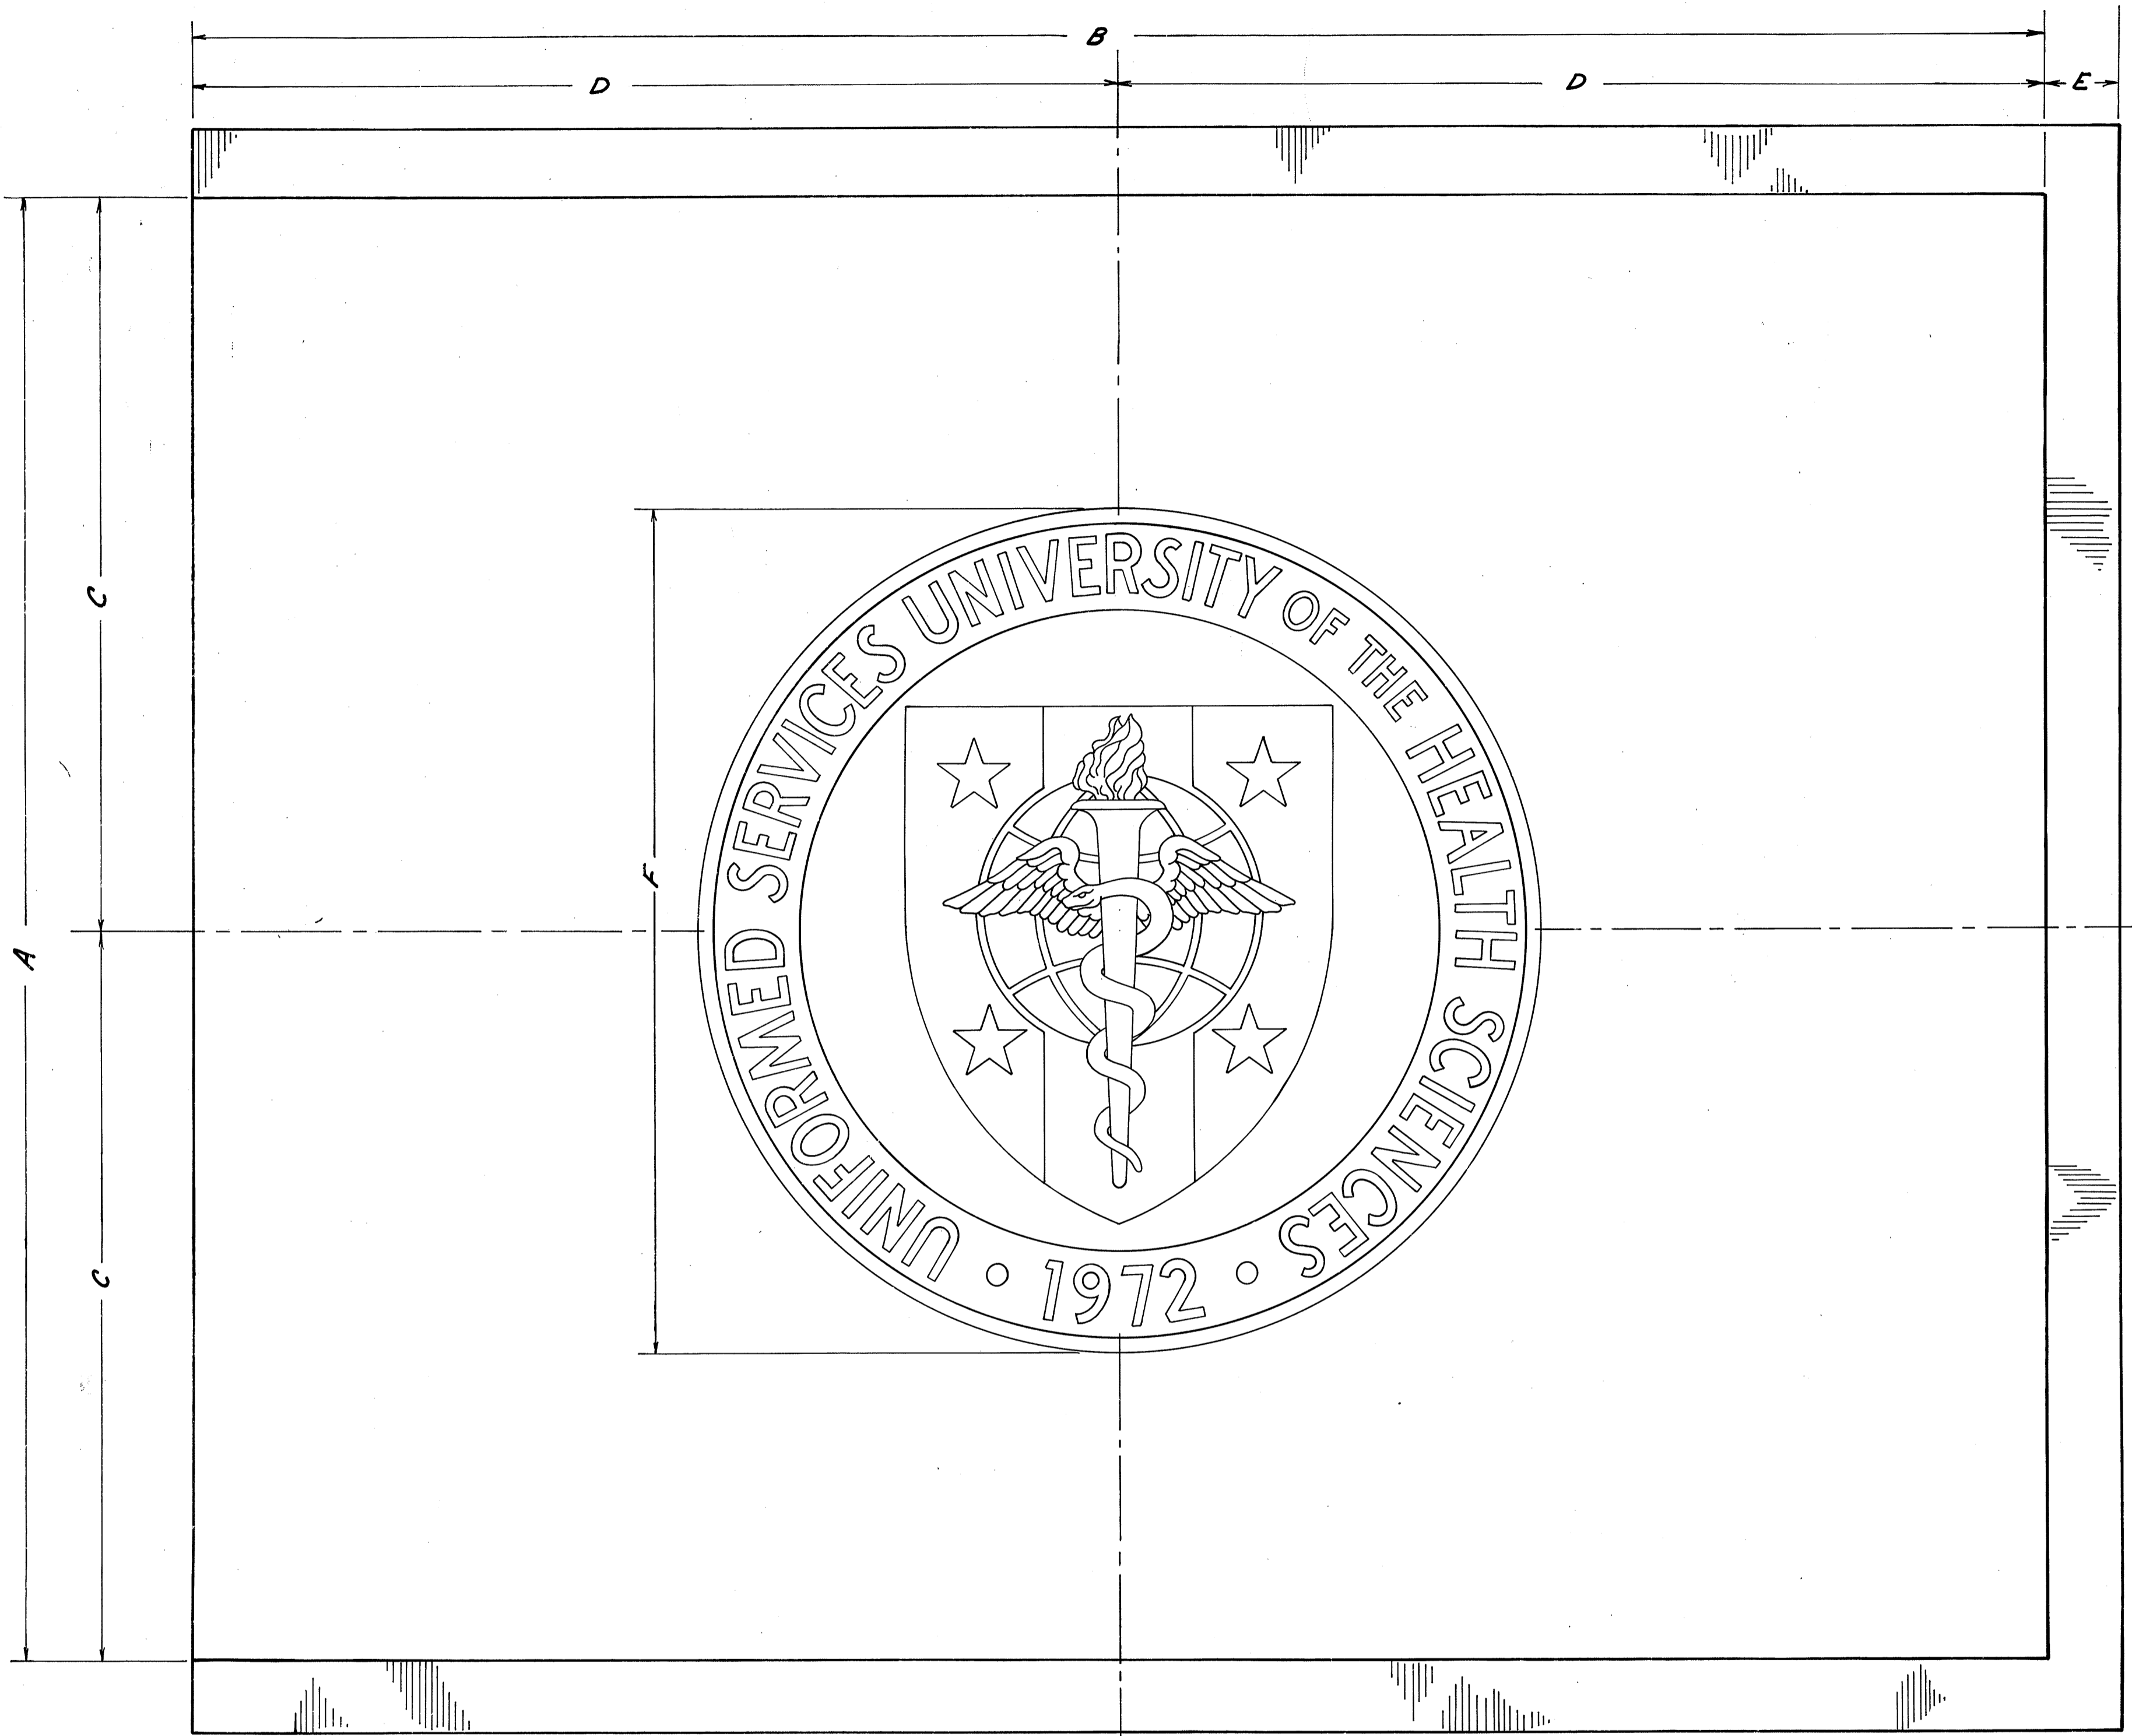 B
D D E
C
F
A
C
UNIFORMED SERVICES UNIVERSITY OF THE HEALTH SCIENCES
• 1972 •